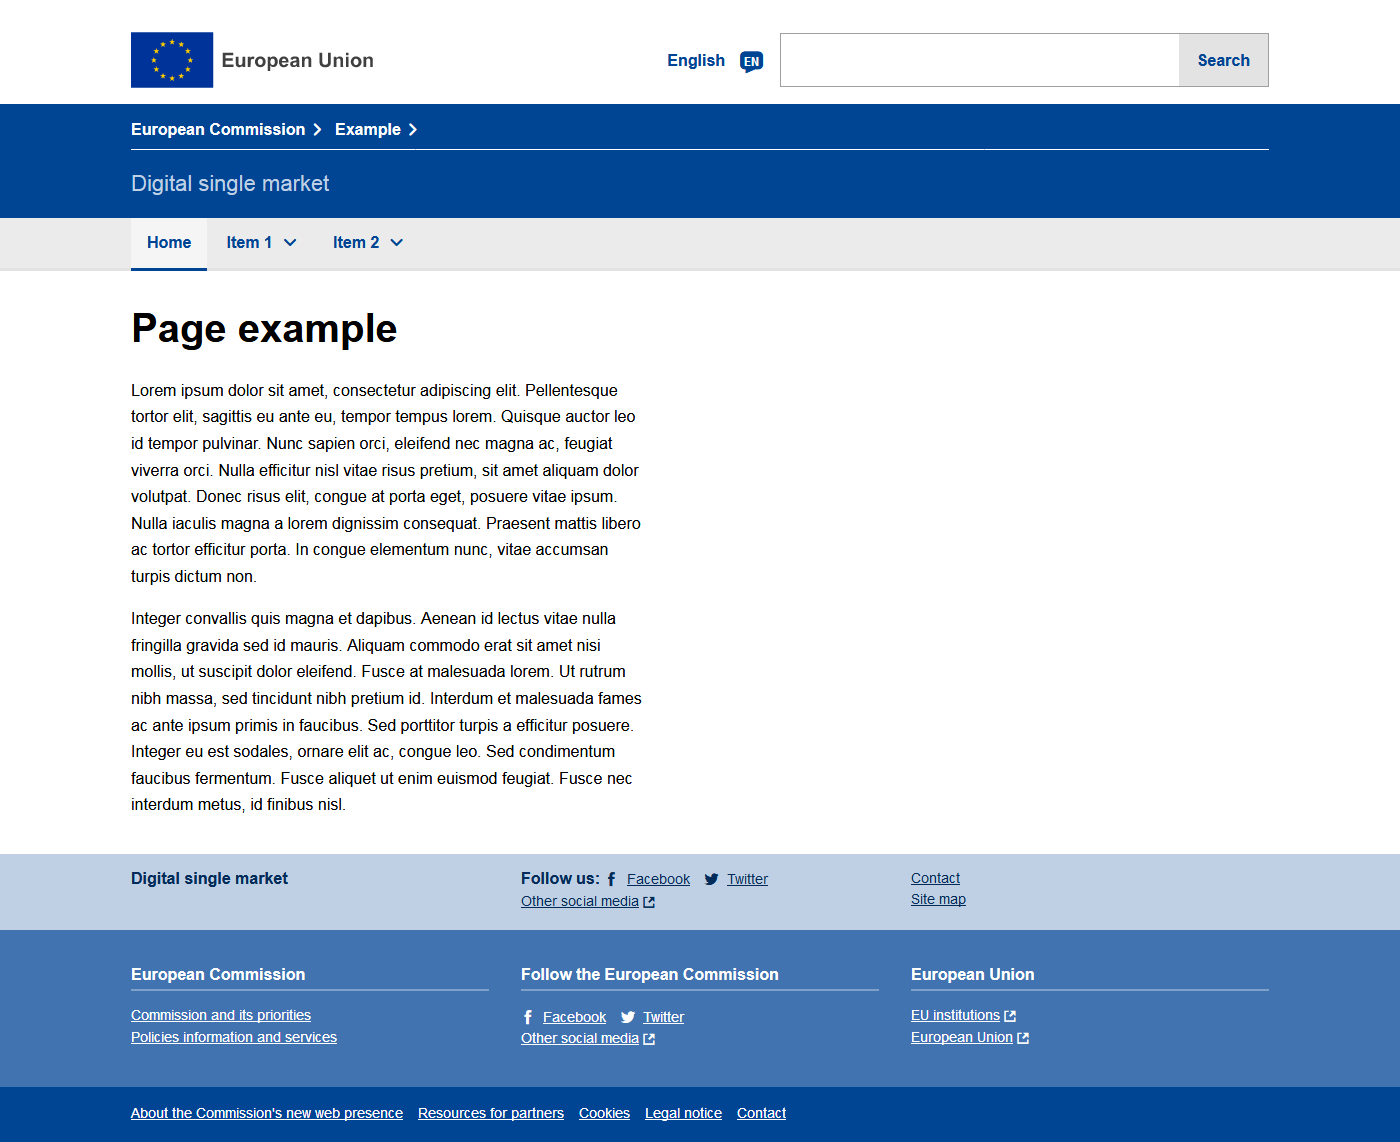 European Union
English EN
Search
European Commission Example
Digital single market
Home Item 1 Item 2
Page example
Lorem ipsum dolor sit amet, consectetur adipiscing elit. Pellentesque
tortor elit, sagittis eu ante eu, tempor tempus lorem. Quisque auctor leo
id tempor pulvinar. Nunc sapien orci, eleifend nec magna ac, feugiat
viverra orci. Nulla efficitur nisl vitae risus pretium, sit amet aliquam dolor
volutpat. Donec risus elit, congue at porta eget, posuere vitae ipsum.
Nulla iaculis magna a lorem dignissim consequat. Praesent mattis libero
ac tortor efficitur porta. In congue elementum nunc, vitae accumsan
turpis dictum non.
Integer convallis quis magna et dapibus. Aenean id lectus vitae nulla
fringilla gravida sed id mauris. Aliquam commodo erat sit amet nisi
mollis, ut suscipit dolor eleifend. Fusce at malesuada lorem. Ut rutrum
nibh massa, sed tincidunt nibh pretium id. Interdum et malesuada fames
ac ante ipsum primis in faucibus. Sed porttitor turpis a efficitur posuere.
Integer eu est sodales, ornare elit ac, congue leo. Sed condimentum
faucibus fermentum. Fusce aliquet ut enim euismod feugiat. Fusce nec
interdum metus, id finibus nisl.
Digital single market
Follow us: Facebook Twitter
Other social media
Contact
Site map
European Commission
Commission and its priorities
Policies information and services
Follow the European Commission
Facebook Twitter
Other social media
European Union
EU institutions
European Union
About the Commission's new web presence Resources for partners Cookies Legal notice Contact